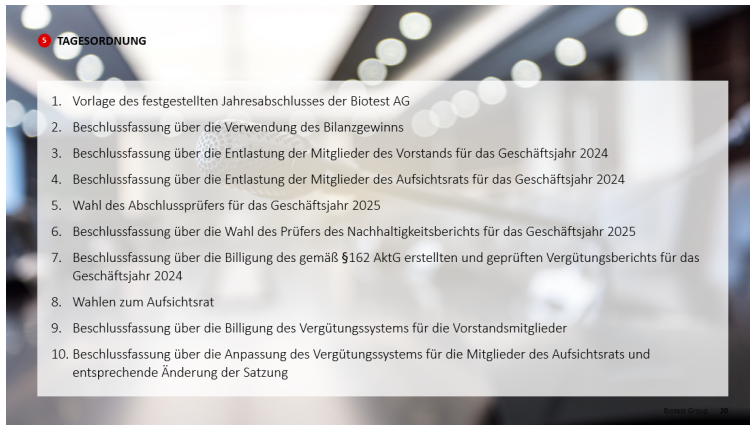 5 TAGESORDNUNG
1. Vorlage des festgestellten Jahresabschlusses der Biotest AG
2. Beschlussfassung über die Verwendung des Bilanzgewinns
3. Beschlussfassung über die Entlastung der Mitglieder des Vorstands für das Geschäftsjahr 2024
4. Beschlussfassung über die Entlastung der Mitglieder des Aufsichtsrats für das Geschäftsjahr 2024
5. Wahl des Abschlussprüfers für das Geschäftsjahr 2025
6. Beschlussfassung über die Wahl des Prüfers des Nachhaltigkeitsberichts für das Geschäftsjahr 2025
7. Beschlussfassung über die Billigung des gemäß §162 AktG erstellten und geprüften Vergütungsberichts für das
Geschäftsjahr 2024
8. Wahlen zum Aufsichtsrat
9. Beschlussfassung über die Billigung des Vergütungssystems für die Vorstandsmitglieder
10. Beschlussfassung über die Anpassung des Vergütungssystems für die Mitglieder des Aufsichtsrats und
entsprechende Änderung der Satzung
Biotest Group 20